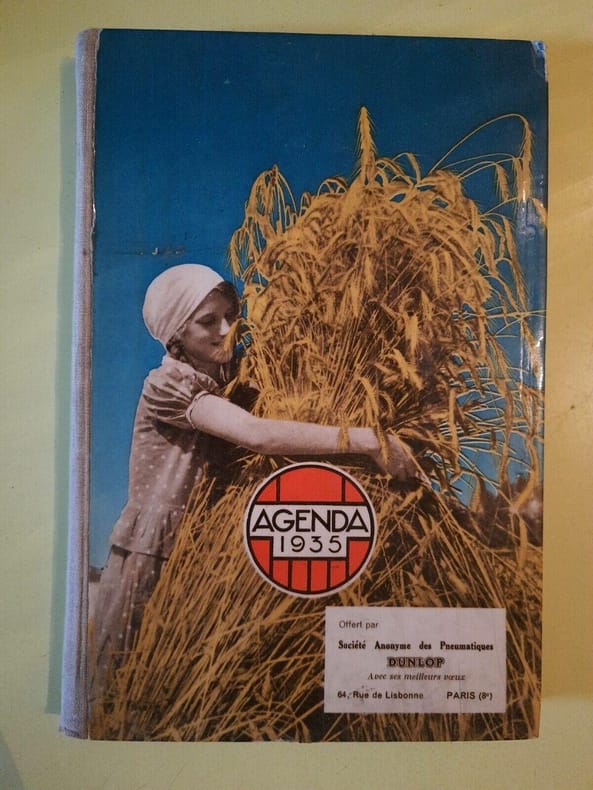 AGENDA
1935
Offert par
Société Anonyme des Pneumatiques
DUNLOP
Avec ses meilleurs vœux
64, Rue de Lisbonne PARIS (8e)